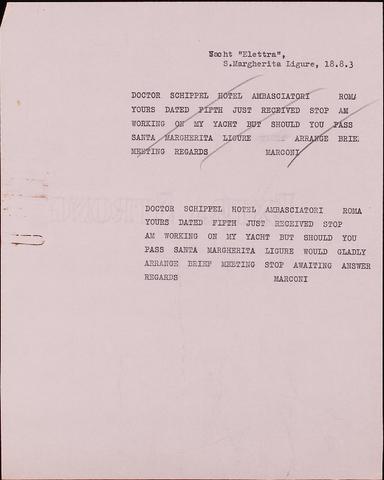 Yacht "Elettra",
S.Margherita Ligure, 18.8.3
DOCTOR SCHIPPEL HOTEL AMBASCIATORI ROMA
YOURS DATED FIFTH JUST RECEIVED STOP AM
WORKING ON MY YACHT BUT SHOULD YOU PASS
SANTA MARGHERITA LIGURE ARRANGE BRIE
MEETING REGARDS MARCONI
DOCTOR SCHIPPEL HOTEL AMBASCIATORI ROMA
YOURS DATED FIFTH JUST RECEIVED STOP
AM WORKING ON MY YACHT BUT SHOULD YOU
PASS SANTA MARGHERITA LIGURE WOULD GLADLY
ARRANGE BRIEF MEETING STOP AWAITING ANSWER
REGARDS MARCONI